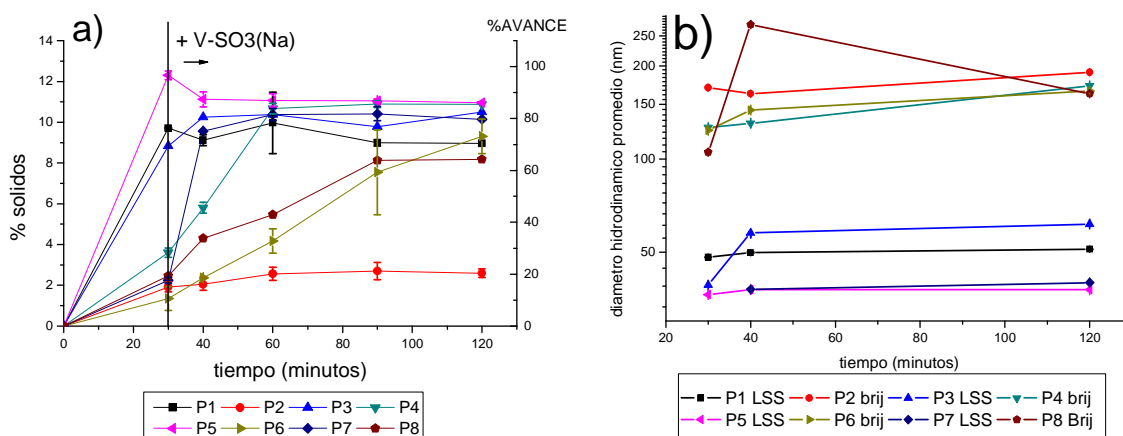 a)
+ V-SO3(Na)
%AVANCE
14
12
10
8
6
4
2
0
100
80
60
40
20
0
% solidos
0 20 40 60 80 100 120
tiempo (minutos)
P1 P2 P3 P4
P5 P6 P7 P8
b)
250
200
150
100
50
diametro hidrodinamico promedio (nm)
20 40 60 80 100 120
tiempo (minutos)
P1 LSS P2 brij P3 LSS P4 brij
P5 LSS P6 brij P7 LSS P8 Brij